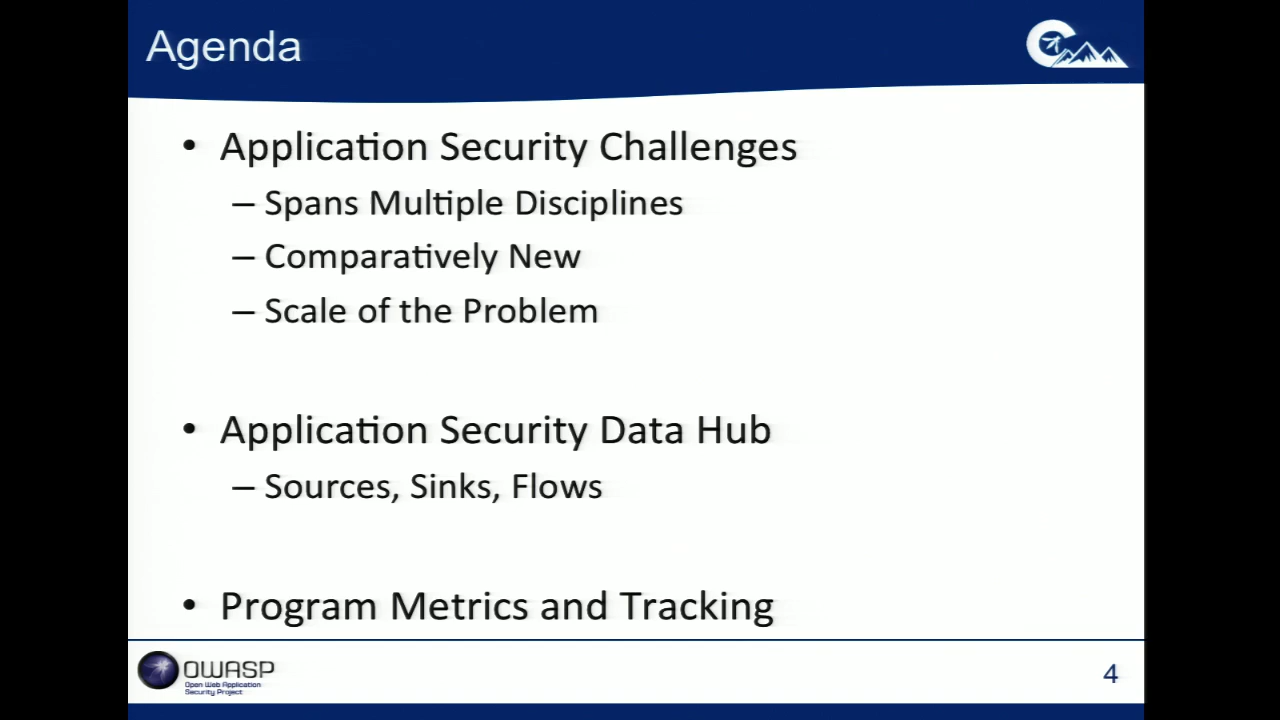 Agenda
• Application Security Challenges
– Spans Multiple Disciplines
– Comparatively New
– Scale of the Problem
• Application Security Data Hub
– Sources, Sinks, Flows
• Program Metrics and Tracking
OWASP
Open Web Application
Security Project
4